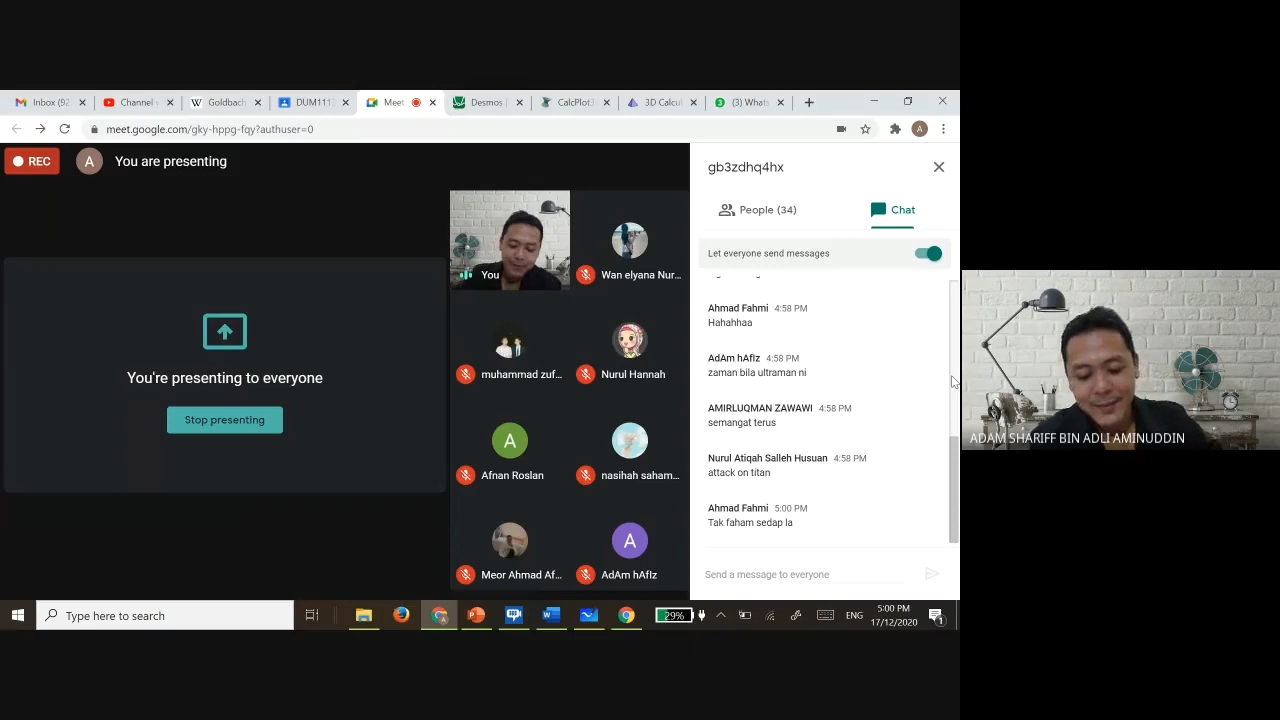 Inbox (92
Channel
Goldbach
DUM111
Meet
Desmos
CalcPlot3
3D Calcu
(3) Whats
meet.google.com/gky-hppg-fqy?authuser=0
REC
A
You are presenting
gb3zdhq4hx
People (34)
Chat
Let everyone send messages
You
Wan elyana Nur...
Ahmad Fahmi 4:58 PM
Hahahhaa
AdAm hAfIz 4:58 PM
zaman bila ultraman ni
You're presenting to everyone
muhammad zuf...
Nurul Hannah
AMIRLUQMAN ZAWAWI 4:58 PM
semangat terus
Stop presenting
ADAM SHARIFF BIN ADLI AMINUDDIN
Nurul Atiqah Salleh Husuan 4:58 PM
attack on titan
A
Afnan Roslan
nasihah saham...
Ahmad Fahmi 5:00 PM
Tak faham sedap la
A
Meor Ahmad Af...
AdAm hAfIz
Send a message to everyone
Type here to search
29%
ENG
5:00 PM
17/12/2020